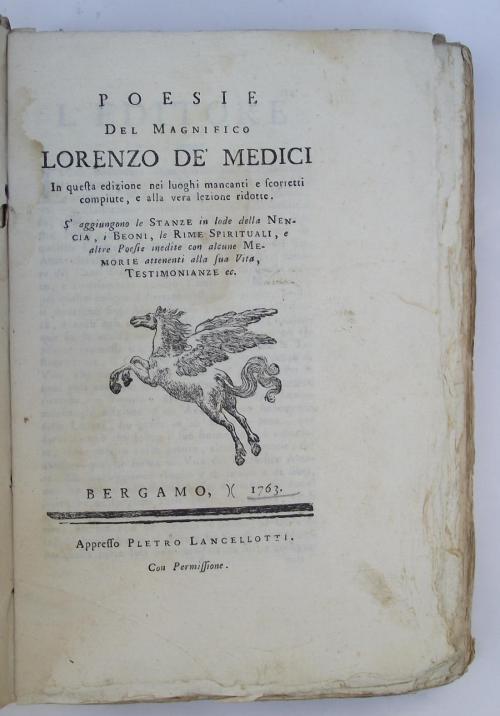 POESIE
DEL MAGNIFICO
LORENZO DE' MEDICI
In queſta edizione nei luoghi mancanti e ſcorretti
compiute, e alla vera lezione ridotte.
S' aggiungono le STANZE in lode della NEN-
CIA, i BEONI, le RIME SPIRITUALI, e
altre Poeſie inedite con alcune ME-
MORIE attenenti alla ſua Vita,
TESTIMONIANZE ec.
BERGAMO, )( 1763.
Appreſſo PIETRO LANCELLOTTI.
Con Permiſſione.